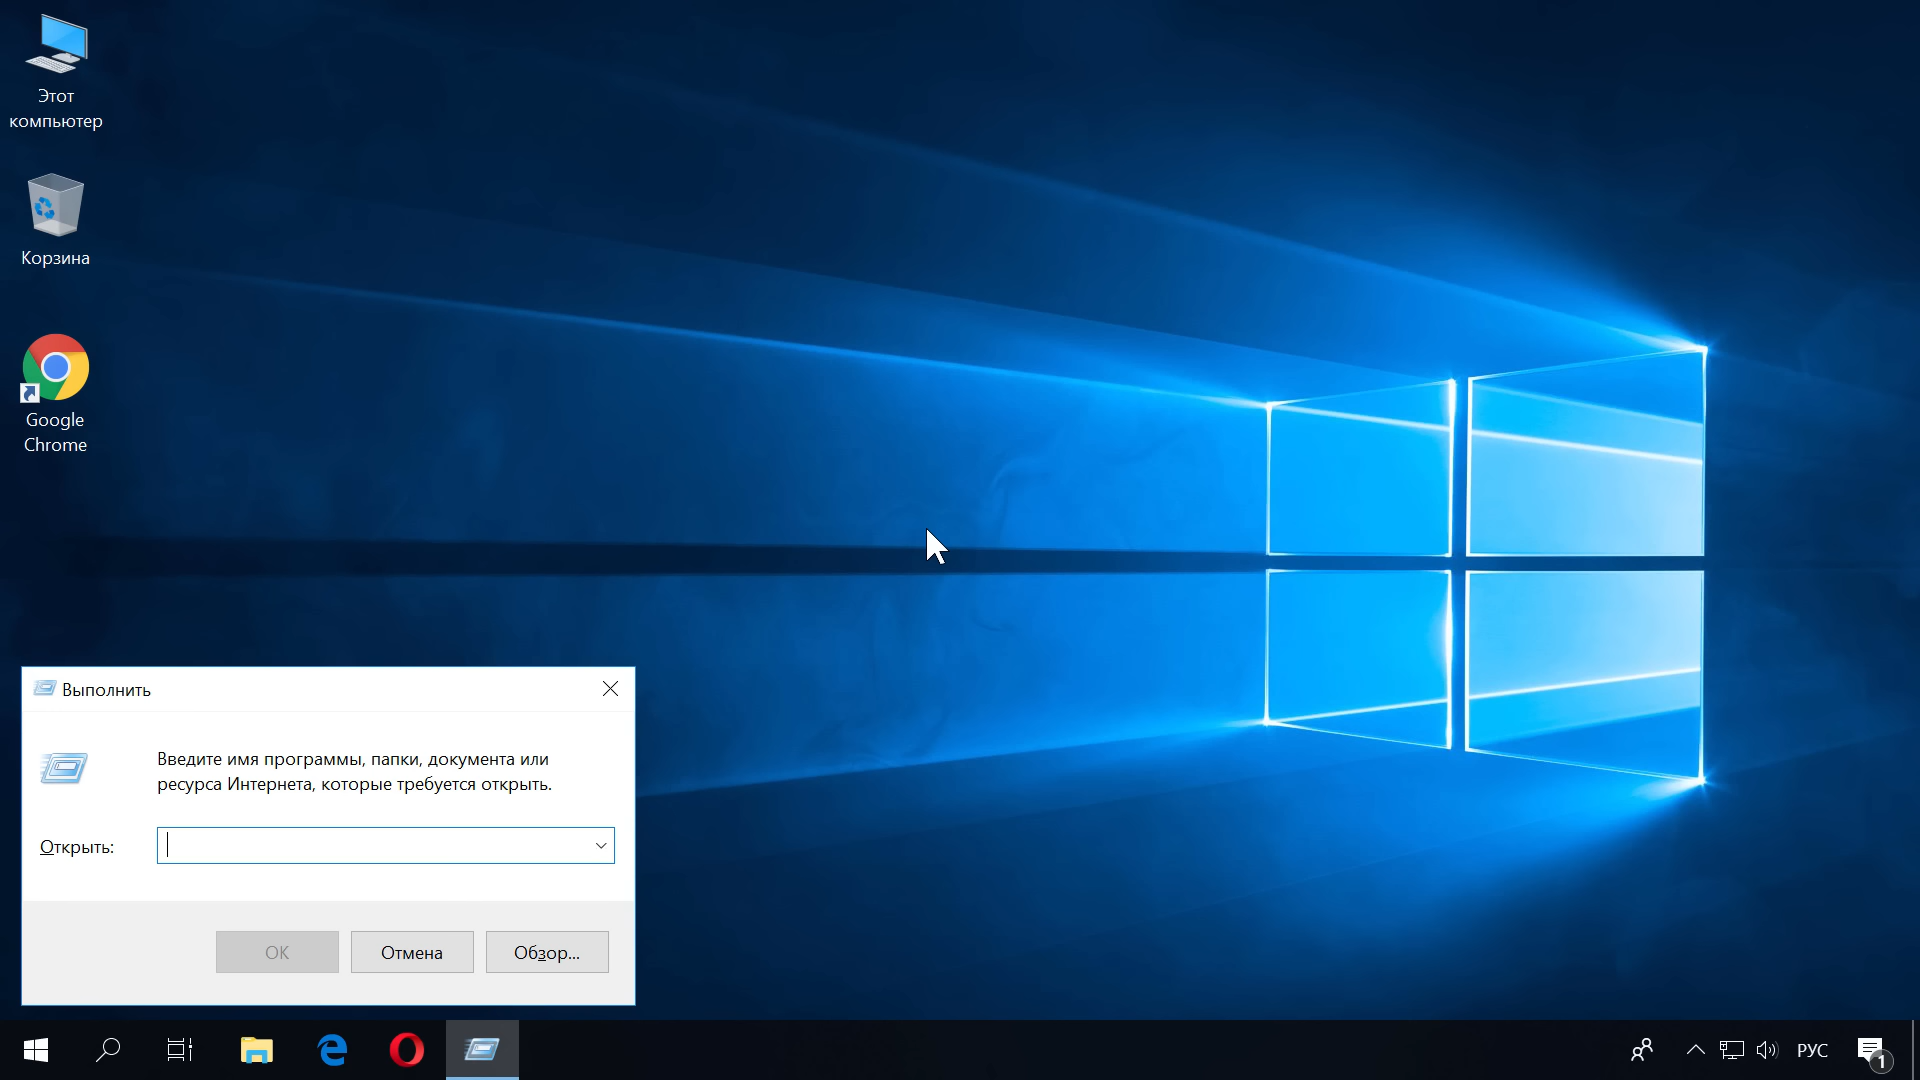 Этот
компьютер
Корзина
Google
Chrome
Выполнить
Введите имя программы, папки, документа или
ресурса Интернета, которые требуется открыть.
Открыть:
ОК
Отмена
Обзор...
РУС
1